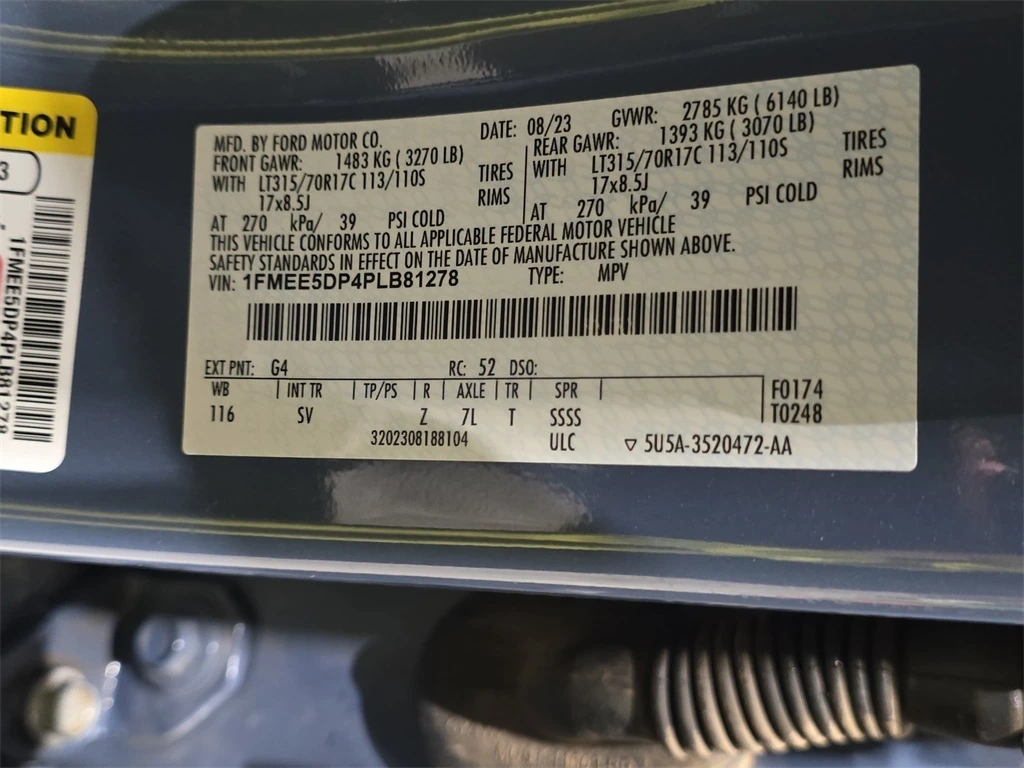 TION
3
1FMEE5DP4PLB81278
MFD. BY FORD MOTOR CO.
DATE: 08/23
GVWR: 2785 KG ( 6140 LB)
FRONT GAWR: 1483 KG ( 3270 LB)
WITH LT315/70R17C 113/110S TIRES
17x8.5J RIMS
AT 270 kPa/ 39 PSI COLD
REAR GAWR: 1393 KG ( 3070 LB)
WITH LT315/70R17C 113/110S TIRES
17x8.5J RIMS
AT 270 kPa/ 39 PSI COLD
THIS VEHICLE CONFORMS TO ALL APPLICABLE FEDERAL MOTOR VEHICLE
SAFETY STANDARDS IN EFFECT ON THE DATE OF MANUFACTURE SHOWN ABOVE.
VIN: 1FMEE5DP4PLB81278 TYPE: MPV
EXT PNT: G4 RC: 52 DSO:
WB INT TR TP/PS R AXLE TR SPR F0174
116 SV Z 7L T SSSS T0248
3202308188104 ULC ▽ 5U5A-3520472-AA